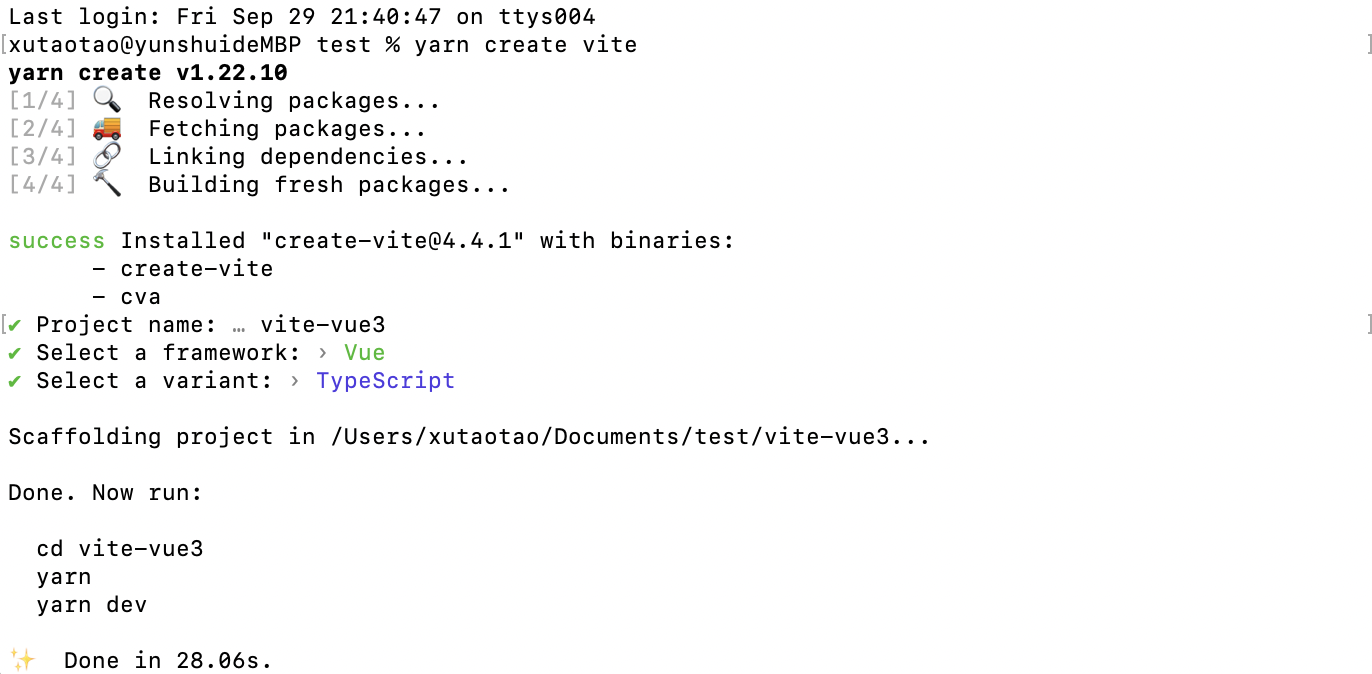 Last login: Fri Sep 29 21:40:47 on ttys004
[xutaotao@yunshuideMBP test % yarn create vite ]
yarn create v1.22.10
[1/4] 🔍 Resolving packages...
[2/4] 🚚 Fetching packages...
[3/4] 🔗 Linking dependencies...
[4/4] 🔨 Building fresh packages...
success Installed "create-vite@4.4.1" with binaries:
- create-vite
- cva
[✔ Project name: … vite-vue3 ]
✔ Select a framework: › Vue
✔ Select a variant: › TypeScript
Scaffolding project in /Users/xutaotao/Documents/test/vite-vue3...
Done. Now run:
cd vite-vue3
yarn
yarn dev
✨ Done in 28.06s.